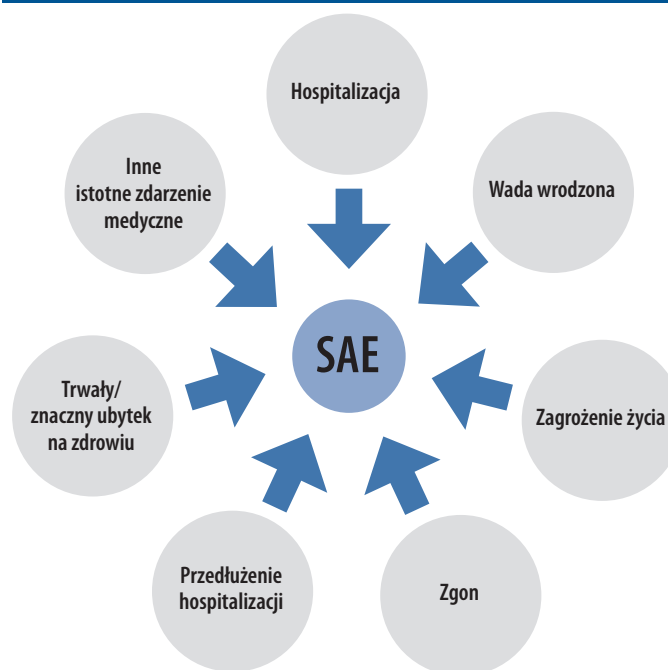 Hospitalizacja
Inne
istotne zdarzenie
medyczne
Wada wrodzona
SAE
Trwały/
znaczny ubytek
na zdrowiu
Zagrożenie życia
Przedłużenie
hospitalizacji
Zgon